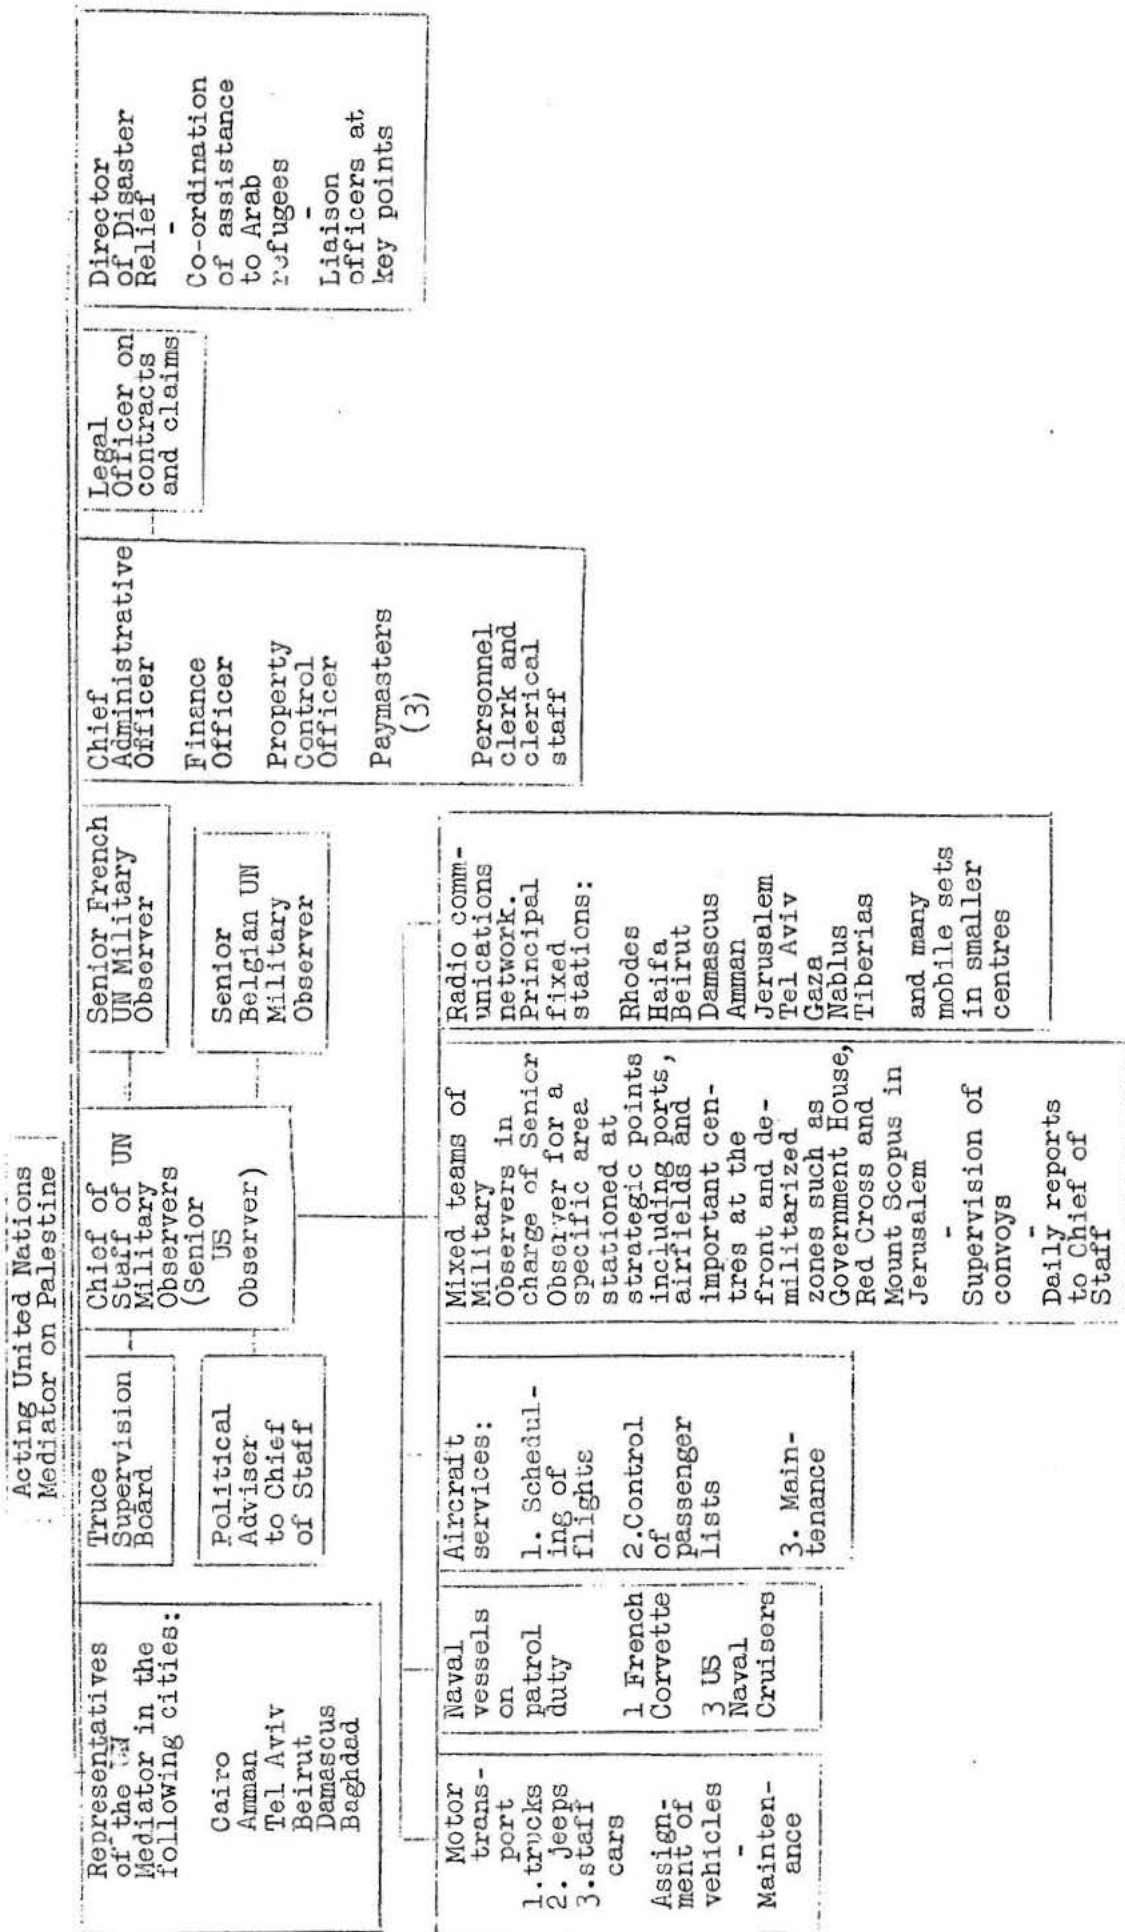 Acting United Nations
Mediator on Palestine
Representatives
of the UN
Mediator in the
following cities:
Cairo
Amman
Tel Aviv
Beirut
Damascus
Baghdad
Truce
Supervision
Board
Political
Adviser
to Chief
of Staff
Chief of
Staff of UN
Military
Observers
(Senior
US
Observer)
Senior French
UN Military
Observer
Senior
Belgian UN
Military
Observer
Chief
Administrative
Officer
Finance
Officer
Property
Control
Officer
Paymasters
(3)
Personnel
clerk and
clerical
staff
Legal
Officer on
contracts
and claims
Director
of Disaster
Relief
-
Co-ordination
of assistance
to Arab
refugees
-
Liaison
officers at
key points
Motor
trans-
port
1.trucks
2. jeeps
3.staff
cars
Assign-
ment of
vehicles
-
Mainten-
ance
Naval
vessels
on
patrol
duty
1 French
Corvette
3 US
Naval
Cruisers
Aircraft
services:
1. Schedul-
ing of
flights
2.Control
of
passenger
lists
3. Main-
tenance
Mixed teams of
Military
Observers in
charge of Senior
Observer for a
specific area
stationed at
strategic points
including ports,
airfields and
important cen-
tres at the
front and de-
militarized
zones such as
Government House,
Red Cross and
Mount Scopus in
Jerusalem
-
Supervision of
convoys
-
Daily reports
to Chief of
Staff
Radio comm-
unications
network.
Principal
fixed
stations:
Rhodes
Haifa
Beirut
Damascus
Amman
Jerusalem
Tel Aviv
Gaza
Nablus
Tiberias
and many
mobile sets
in smaller
centres